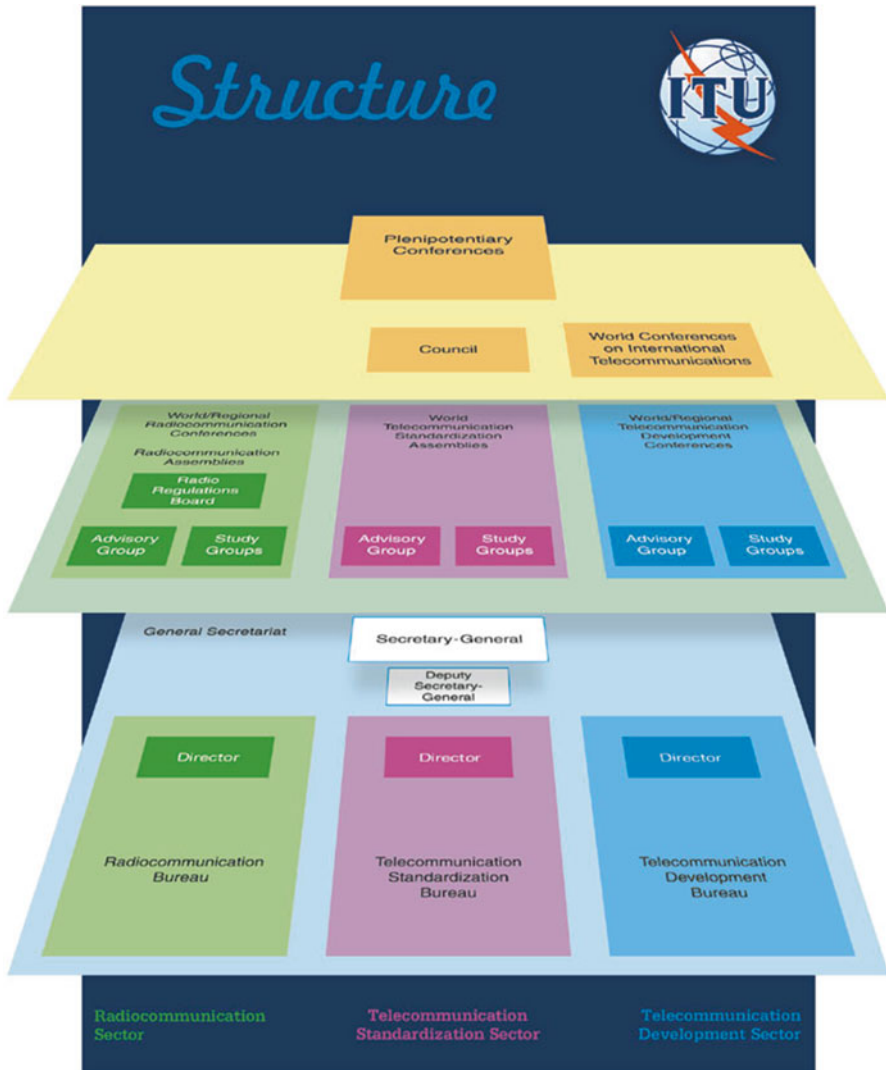 Structure
ITU
Plenipotentiary
Conferences
Council
World Conferences
on International
Telecommunications
World/Regional
Radiocommunication
Conferences
Radiocommunication
Assemblies
Radio
Regulations
Board
Advisory
Group
Study
Groups
World
Telecommunication
Standardization
Assemblies
Advisory
Group
Study
Groups
World/Regional
Telecommunication
Development
Conferences
Advisory
Group
Study
Groups
General Secretariat
Secretary-General
Deputy
Secretary-
General
Director
Radiocommunication
Bureau
Director
Telecommunication
Standardization
Bureau
Director
Telecommunication
Development
Bureau
Radiocommunication
Sector
Telecommunication
Standardization Sector
Telecommunication
Development Sector